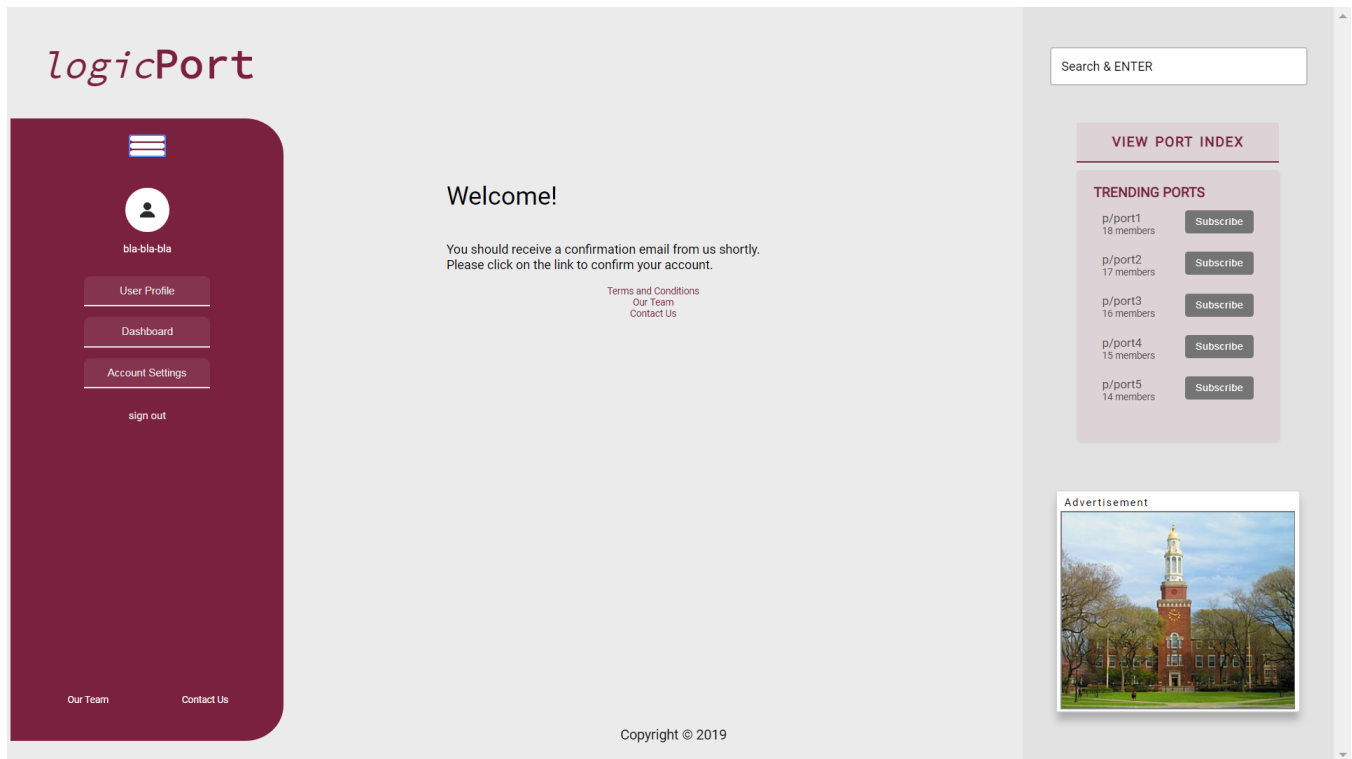 logicPort
Search & ENTER
bla-bla-bla
User Profile
Dashboard
Account Settings
sign out
Our Team
Contact Us
Welcome!
You should receive a confirmation email from us shortly.
Please click on the link to confirm your account.
Terms and Conditions
Our Team
Contact Us
Copyright © 2019
VIEW PORT INDEX
TRENDING PORTS
p/port1
18 members
Subscribe
p/port2
17 members
Subscribe
p/port3
16 members
Subscribe
p/port4
15 members
Subscribe
p/port5
14 members
Subscribe
Advertisement